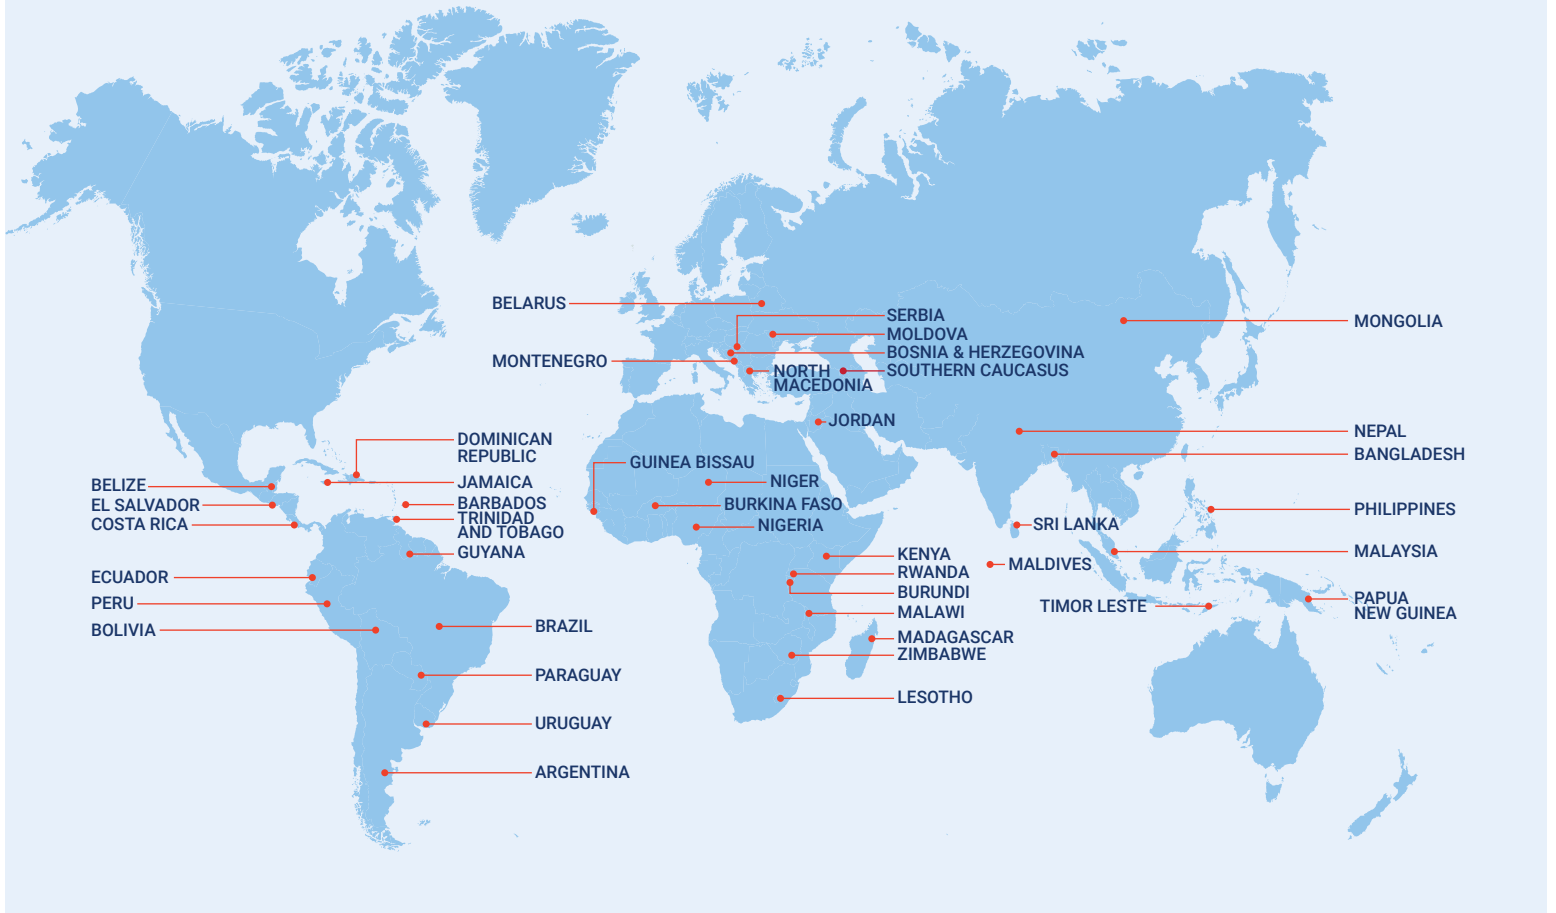 BELARUS
SERBIA
MOLDOVA
BOSNIA & HERZEGOVINA
MONTENEGRO
NORTH
MACEDONIA
SOUTHERN CAUCASUS
MONGOLIA
JORDAN
NEPAL
BANGLADESH
DOMINICAN
REPUBLIC
GUINEA BISSAU
NIGER
BELIZE
JAMAICA
EL SALVADOR
BARBADOS
BURKINA FASO
COSTA RICA
TRINIDAD
AND TOBAGO
NIGERIA
SRI LANKA
PHILIPPINES
GUYANA
KENYA
MALDIVES
MALAYSIA
ECUADOR
RWANDA
BURUNDI
PERU
MALAWI
TIMOR LESTE
PAPUA
NEW GUINEA
BOLIVIA
BRAZIL
MADAGASCAR
ZIMBABWE
PARAGUAY
LESOTHO
URUGUAY
ARGENTINA